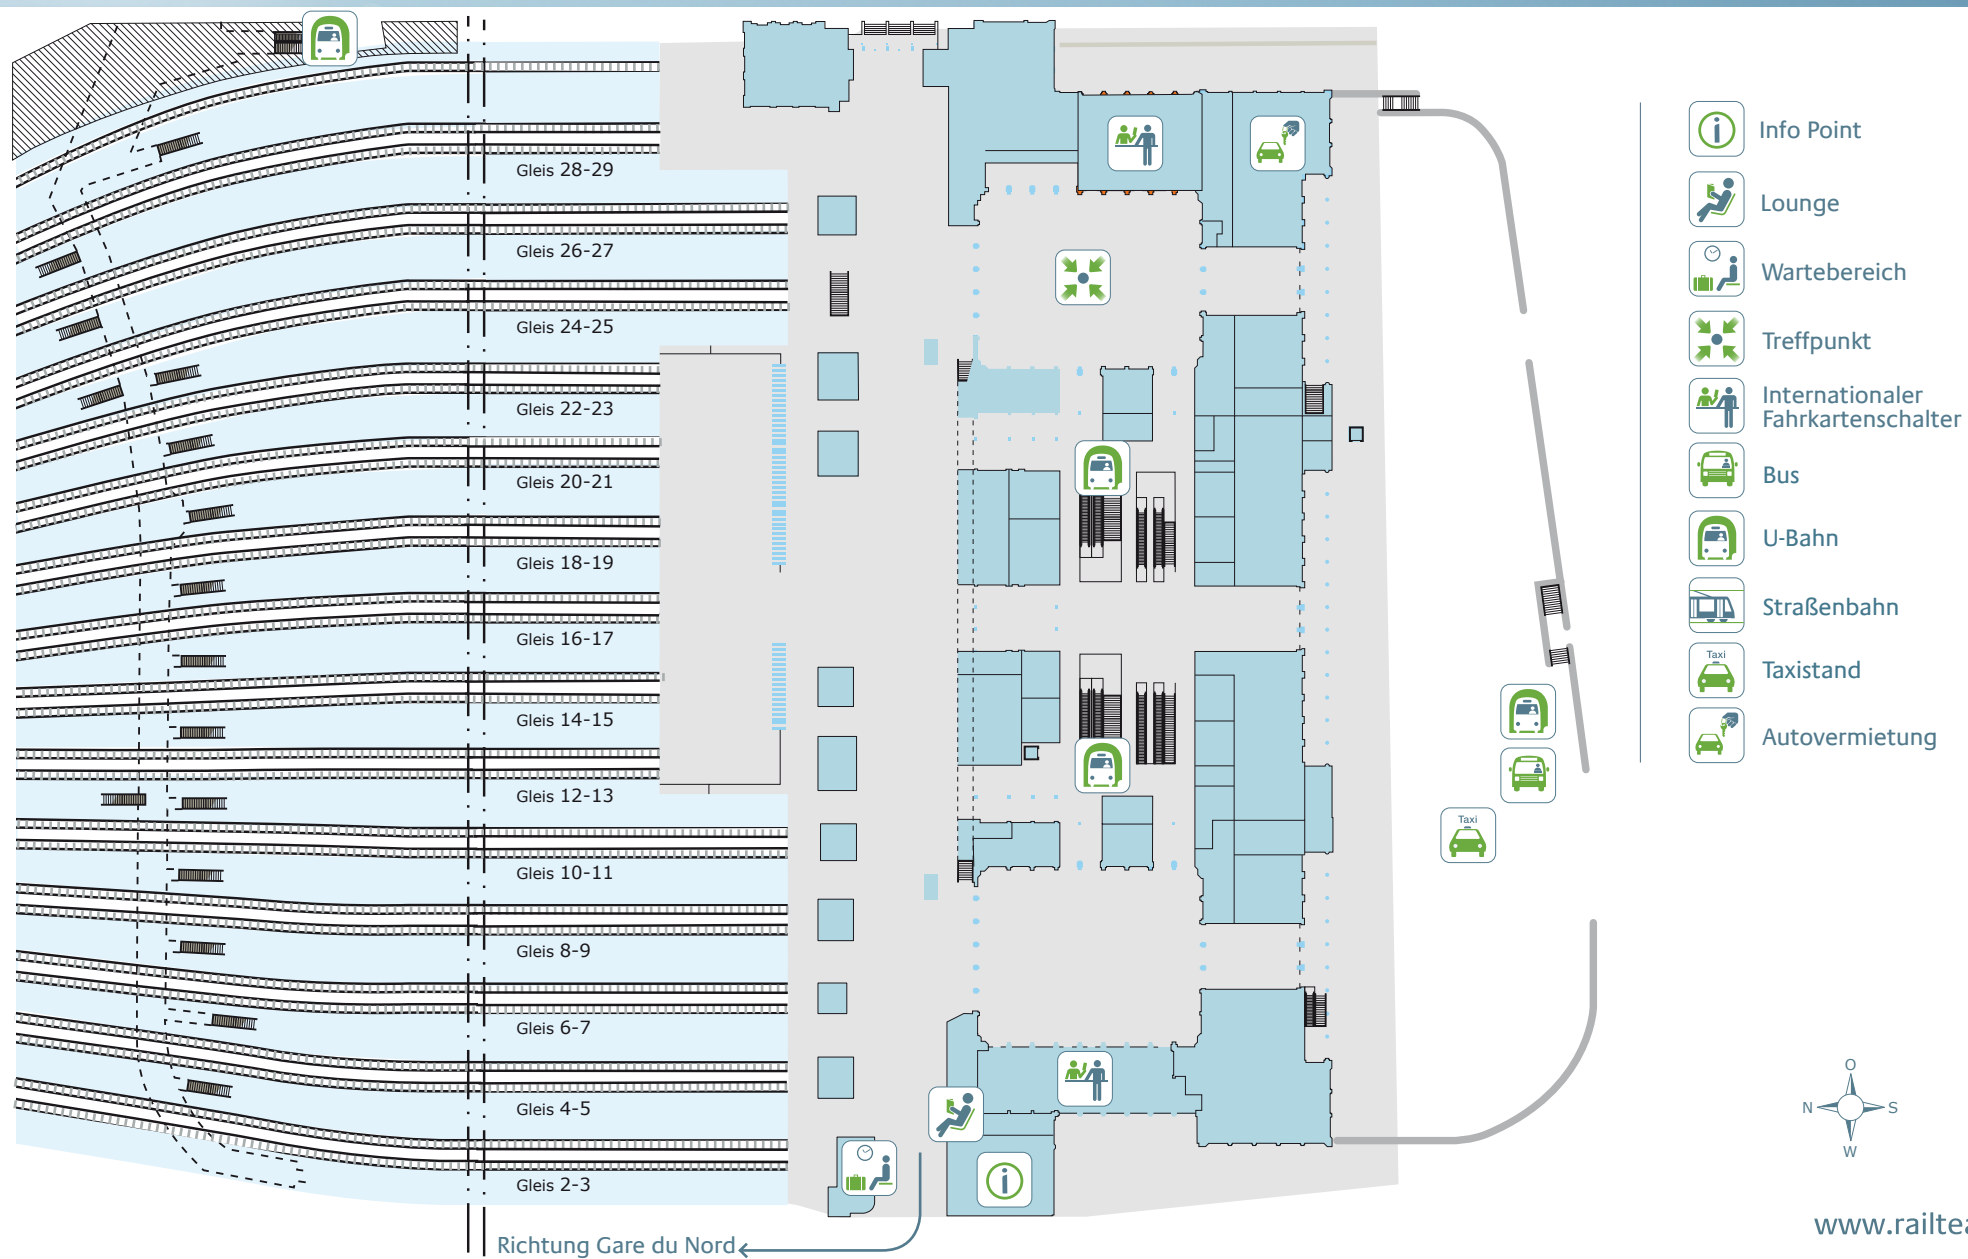 Gleis 28-29
Gleis 26-27
Gleis 24-25
Gleis 22-23
Gleis 20-21
Gleis 18-19
Gleis 16-17
Gleis 14-15
Gleis 12-13
Gleis 10-11
Gleis 8-9
Gleis 6-7
Gleis 4-5
Gleis 2-3
Richtung Gare du Nord
Taxi
Info Point
Lounge
Wartebereich
Treffpunkt
Internationaler
Fahrkartenschalter
Bus
U-Bahn
Straßenbahn
Taxi
Taxistand
Autovermietung
O
N S
W